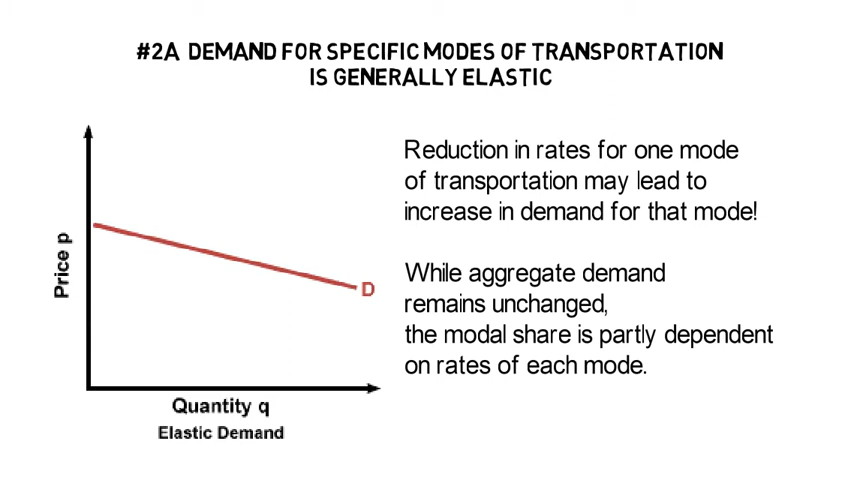 #2A DEMAND FOR SPECIFIC MODES OF TRANSPORTATION
IS GENERALLY ELASTIC
Reduction in rates for one mode
of transportation may lead to
increase in demand for that mode!
While aggregate demand
remains unchanged,
the modal share is partly dependent
on rates of each mode.
Price p
D
Quantity q
Elastic Demand